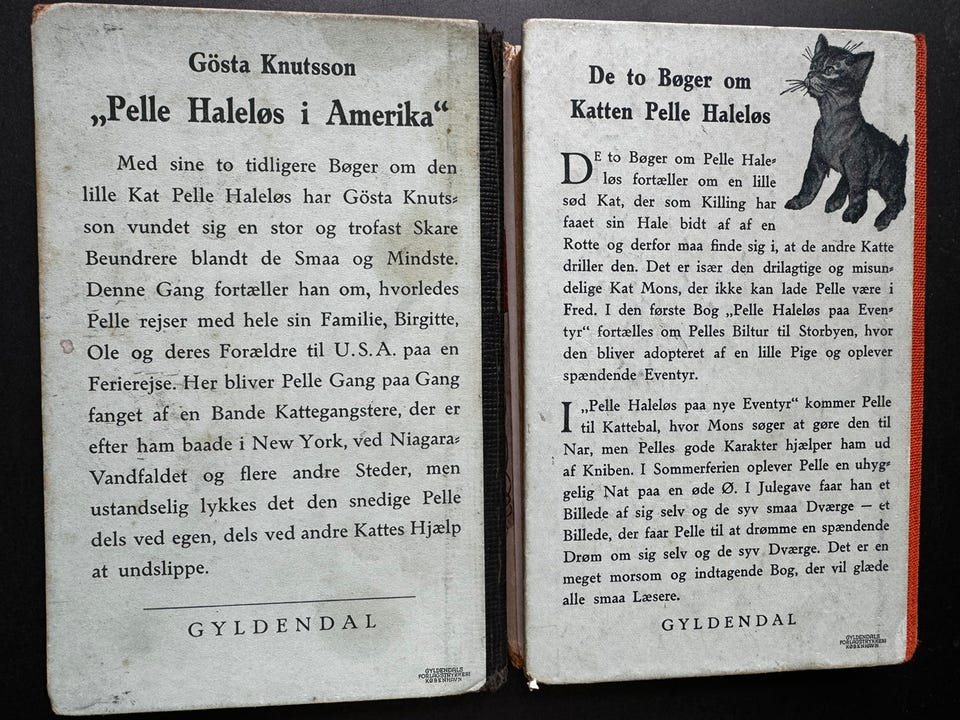 Gösta Knutsson
„Pelle Haleløs i Amerika“
Med sine to tidligere Bøger om den
lille Kat Pelle Haleløs har Gösta Knuts-
son vundet sig en stor og trofast Skare
Beundrere blandt de Smaa og Mindste.
Denne Gang fortæller han om, hvorledes
Pelle rejser med hele sin Familie, Birgitte,
Ole og deres Forældre til U.S.A. paa en
Ferierejse. Her bliver Pelle Gang paa Gang
fanget af en Bande Kattegangstere, der er
efter ham baade i New York, ved Niagara-
Vandfaldet og flere andre Steder, men
ustandselig lykkes det den snedige Pelle
dels ved egen, dels ved andre Kattes Hjælp
at undslippe.
GYLDENDAL
GYLDENDALS
FORLAGSTRYKKERI
KØBENHAVN
De to Bøger om
Katten Pelle Haleløs
DE to Bøger om Pelle Hale-
løs fortæller om en lille
sød Kat, der som Killing har
faaet sin Hale bidt af af en
Rotte og derfor maa finde sig i, at de andre Katte
driller den. Det er især den drilagtige og misun-
delige Kat Mons, der ikke kan lade Pelle være i
Fred. I den første Bog „Pelle Haleløs paa Even-
tyr“ fortælles om Pelles Biltur til Storbyen, hvor
den bliver adopteret af en lille Pige og oplever
spændende Eventyr.
I „Pelle Haleløs paa nye Eventyr“ kommer Pelle
til Kattebal, hvor Mons søger at gøre den til
Nar, men Pelles gode Karakter hjælper ham ud
af Kniben. I Sommerferien oplever Pelle en uhyg-
gelig Nat paa en øde Ø. I Julegave faar han et
Billede af sig selv og de syv smaa Dværge — et
Billede, der faar Pelle til at drømme en spændende
Drøm om sig selv og de syv Dværge. Det er en
meget morsom og indtagende Bog, der vil glæde
alle smaa Læsere.
GYLDENDAL
GYLDENDALS
FORLAGSTRYKKERI
KØBENHAVN